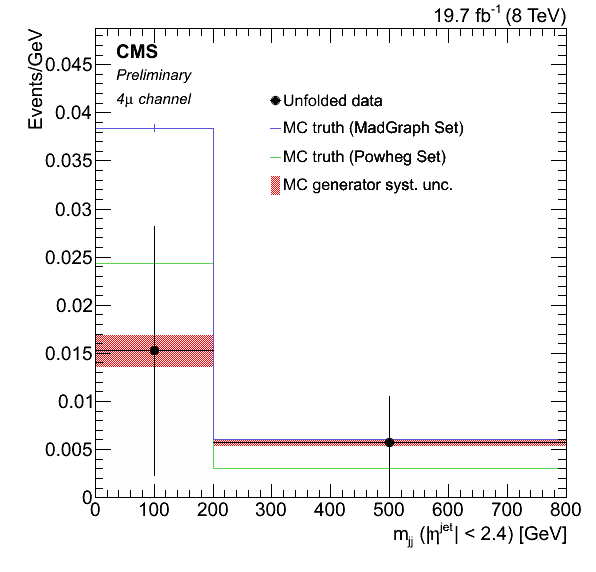 19.7 fb⁻¹ (8 TeV)
Events/GeV
CMS
Preliminary
4μ channel
Unfolded data
MC truth (MadGraph Set)
MC truth (Powheg Set)
MC generator syst. unc.
0.045
0.04
0.035
0.03
0.025
0.02
0.015
0.01
0.005
0
0 100 200 300 400 500 600 700 800
m_jj (|η^jet| < 2.4) [GeV]